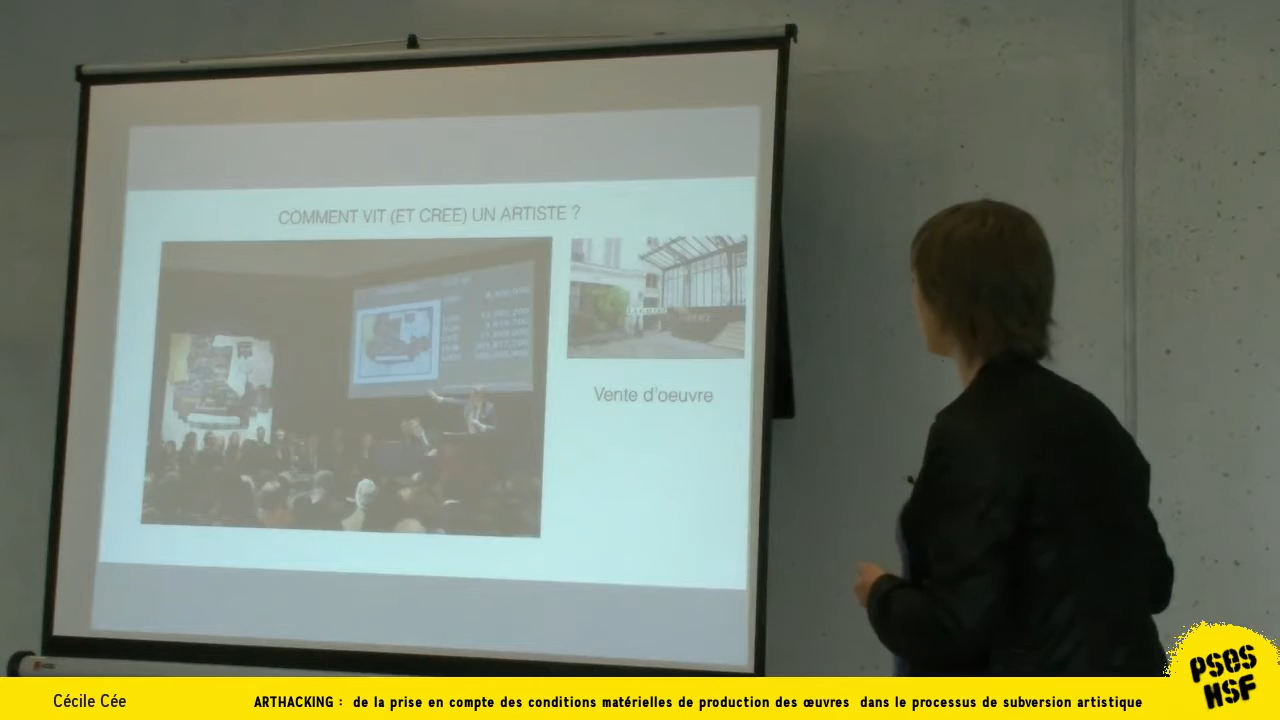 COMMENT VIT (ET CREE) UN ARTISTE ?
Vente d'oeuvre
PSES
HSF
Cécile Cée
ARTHACKING : de la prise en compte des conditions matérielles de production des œuvres dans le processus de subversion artistique